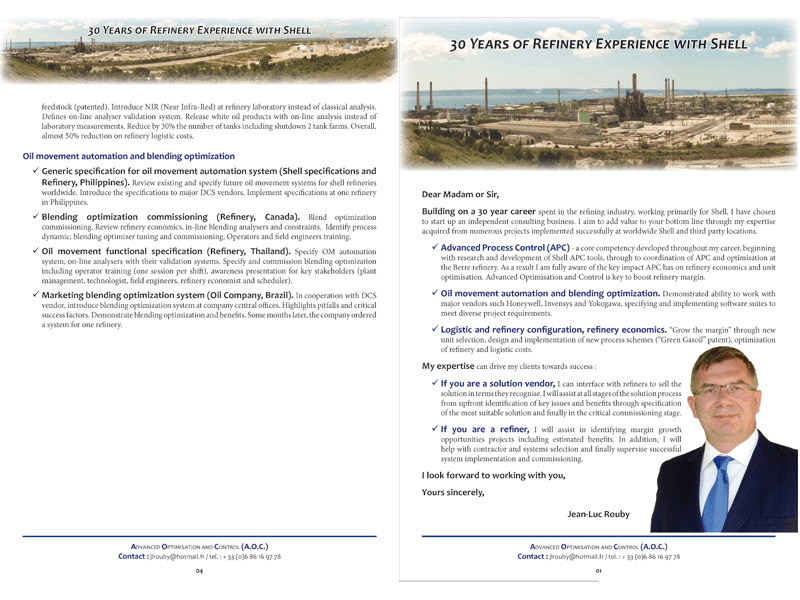 30 Years of Refinery Experience with Shell
feedstock (patented). Introduce NIR (Near Infra-Red) at refinery laboratory instead of classical analysis.
Defines on-line analyser validation system. Release white oil products with on-line analysis instead of
laboratory measurements. Reduce by 30% the number of tanks including shutdown 2 tank farms. Overall,
almost 50% reduction on refinery logistic costs.
Oil movement automation and blending optimization
✓ Generic specification for oil movement automation system (Shell specifications and
Refinery, Philippines). Review existing and specify future oil movement systems for shell refineries
worldwide. Introduce the specifications to major DCS vendors. Implement specifications at one refinery
in Philippines.
✓ Blending optimization commissioning (Refinery, Canada). Blend optimization
commissioning. Review refinery economics, in-line blending analysers and constraints. Identify process
dynamic; blending optimizer tuning and commissioning. Operators and field engineers training.
✓ Oil movement functional specification (Refinery, Thailand). Specify OM automation
system, on-line analysers with their validation systems. Specify and commission blending optimization
including operator training (one session per shift), awareness presentation for key stakeholders (plant
management, technologist, field engineers, refinery economist and scheduler).
✓ Marketing blending optimization system (Oil Company, Brazil). In cooperation with DCS
vendor, introduce blending optimization system at company central offices. Highlights pitfalls and critical
success factors. Demonstrate blending optimization and benefits. Some months later, the company ordered
a system for one refinery.
Advanced Optimisation and Control (A.O.C.)
Contact : jlrouby@hotmail.fr / tel. : + 33 (0)6 86 16 97 78
04
30 Years of Refinery Experience with Shell
Dear Madam or Sir,
Building on a 30 year career spent in the refining industry, working primarily for Shell, I have chosen
to start up an independent consulting business. I aim to add value to your bottom line through my expertise
acquired from numerous projects implemented successfully at worldwide Shell and third party locations.
✓ Advanced Process Control (APC) - a core competency developed throughout my career, beginning
with research and development of Shell APC tools, through to coordination of APC and optimisation at
the Berre refinery. As a result I am fully aware of the key impact APC has on refinery economics and unit
optimisation. Advanced Optimisation and Control is key to boost refinery margin.
✓ Oil movement automation and blending optimization. Demonstrated ability to work with
major vendors such Honeywell, Invensys and Yokogawa, specifying and implementing software suites to
meet diverse project requirements.
✓ Logistic and refinery configuration, refinery economics. "Grow the margin" through new
unit selection, design and implementation of new process schemes ("Green Gasoil" patent), optimization
of refinery and logistic costs.
My expertise can drive my clients towards success :
✓ If you are a solution vendor, I can interface with refiners to sell the
solution in terms they recognise. I will assist at all stages of the solution process
from upfront identification of key issues and benefits through specification
of the most suitable solution and finally in the critical commissioning stage.
✓ If you are a refiner, I will assist in identifying margin growth
opportunities projects including estimated benefits. In addition, I will
help with contractor and systems selection and finally supervise successful
system implementation and commissioning.
I look forward to working with you,
Yours sincerely,
Jean-Luc Rouby
Advanced Optimisation and Control (A.O.C.)
Contact : jlrouby@hotmail.fr / tel. : + 33 (0)6 86 16 97 78
01